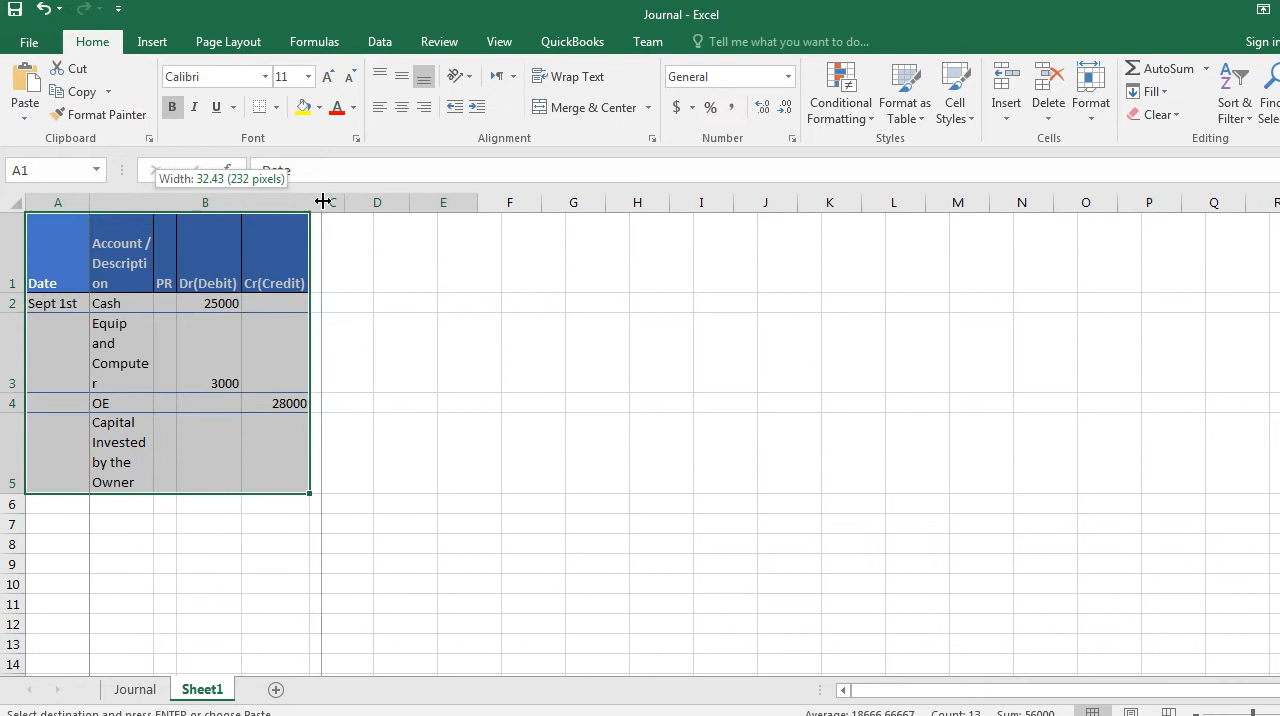 Journal - Excel
File Home Insert Page Layout Formulas Data Review View QuickBooks Team Tell me what you want to do... Sign in
Paste
Cut
Copy
Format Painter
Clipboard
Calibri 11
B I U
Font
Wrap Text
Merge & Center
Alignment
General
$ % ,
Number
Conditional Formatting
Format as Table
Cell Styles
Styles
Insert Delete Format
Cells
AutoSum
Fill
Clear
Sort & Filter
Editing
A1
Width: 32.43 (232 pixels)
A B C D E F G H I J K L M N O P Q R
1 Date Account / Description PR Dr(Debit) Cr(Credit)
2 Sept 1st Cash 25000
3 Equip and Computer 3000
4 OE 28000
5 Capital Invested by the Owner
6
7
8
9
10
11
12
13
14
Journal Sheet1
Select destination and press ENTER or choose Paste Average: 18666.66667 Count: 13 Sum: 56000